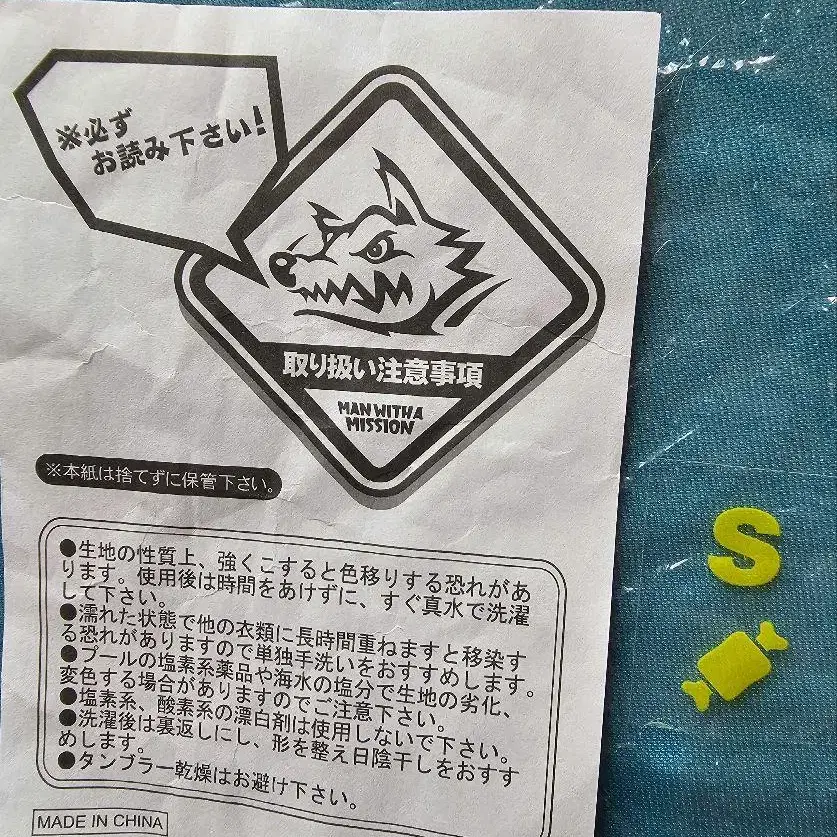 ※必ず
お読み下さい!
取り扱い注意事項
MAN WITH A
MISSION
※本紙は捨てずに保管下さい。
●生地の性質上、強くこすると色移りする恐れがあ
ります。使用後は時間をあけずに、すぐ真水で洗濯
して下さい。
●濡れた状態で他の衣類に長時間重ねますと移染す
る恐れがありますので単独手洗いをおすすめします。
●プールの塩素系薬品や海水の塩分で生地の劣化、
変色する場合がありますのでご注意下さい。
●塩素系、酸素系の漂白剤は使用しないで下さい。
●洗濯後は裏返しにし、形を整え日陰干しをおすす
めします。
●タンブラー乾燥はお避け下さい。
MADE IN CHINA
S